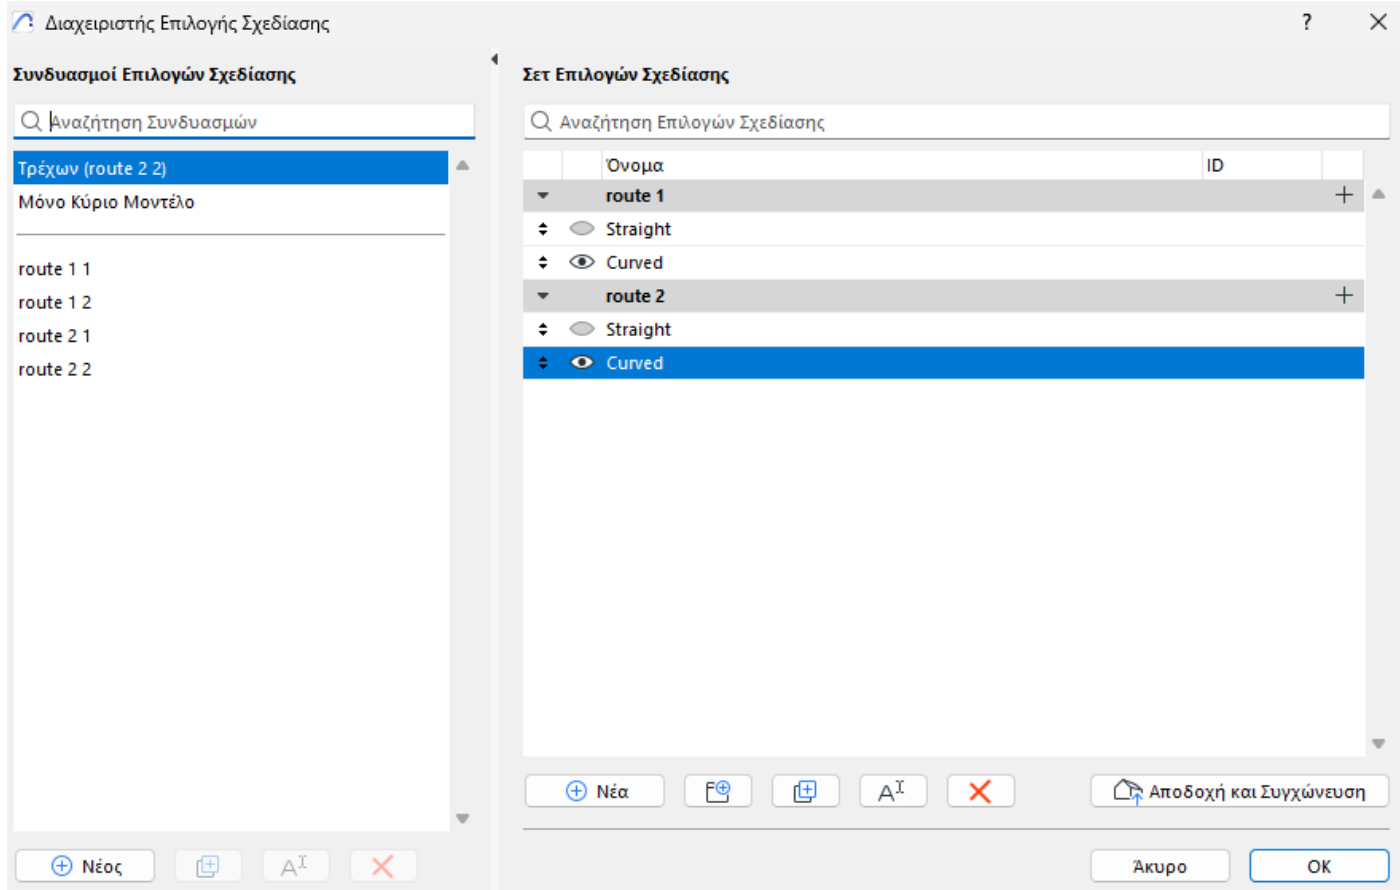 Διαχειριστής Επιλογής Σχεδίασης
?
Συνδυασμοί Επιλογών Σχεδίασης
Αναζήτηση Συνδυασμών
Τρέχων (route 2 2)
Μόνο Κύριο Μοντέλο
route 1 1
route 1 2
route 2 1
route 2 2
Νέος
Σετ Επιλογών Σχεδίασης
Αναζήτηση Επιλογών Σχεδίασης
Όνομα ID
route 1
Straight
Curved
route 2
Straight
Curved
Νέα
Αποδοχή και Συγχώνευση
Άκυρο
OK